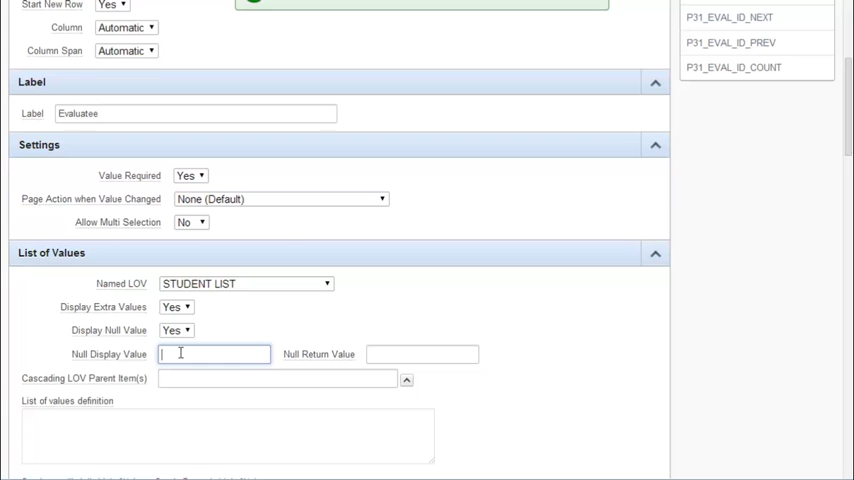 Start New Row Yes
Column Automatic
Column Span Automatic
Label
Label Evaluatee
Settings
Value Required Yes
Page Action when Value Changed None (Default)
Allow Multi Selection No
List of Values
Named LOV STUDENT LIST
Display Extra Values Yes
Display Null Value Yes
Null Display Value Null Return Value
Cascading LOV Parent Item(s)
List of values definition
P31_EVAL_ID_NEXT
P31_EVAL_ID_PREV
P31_EVAL_ID_COUNT